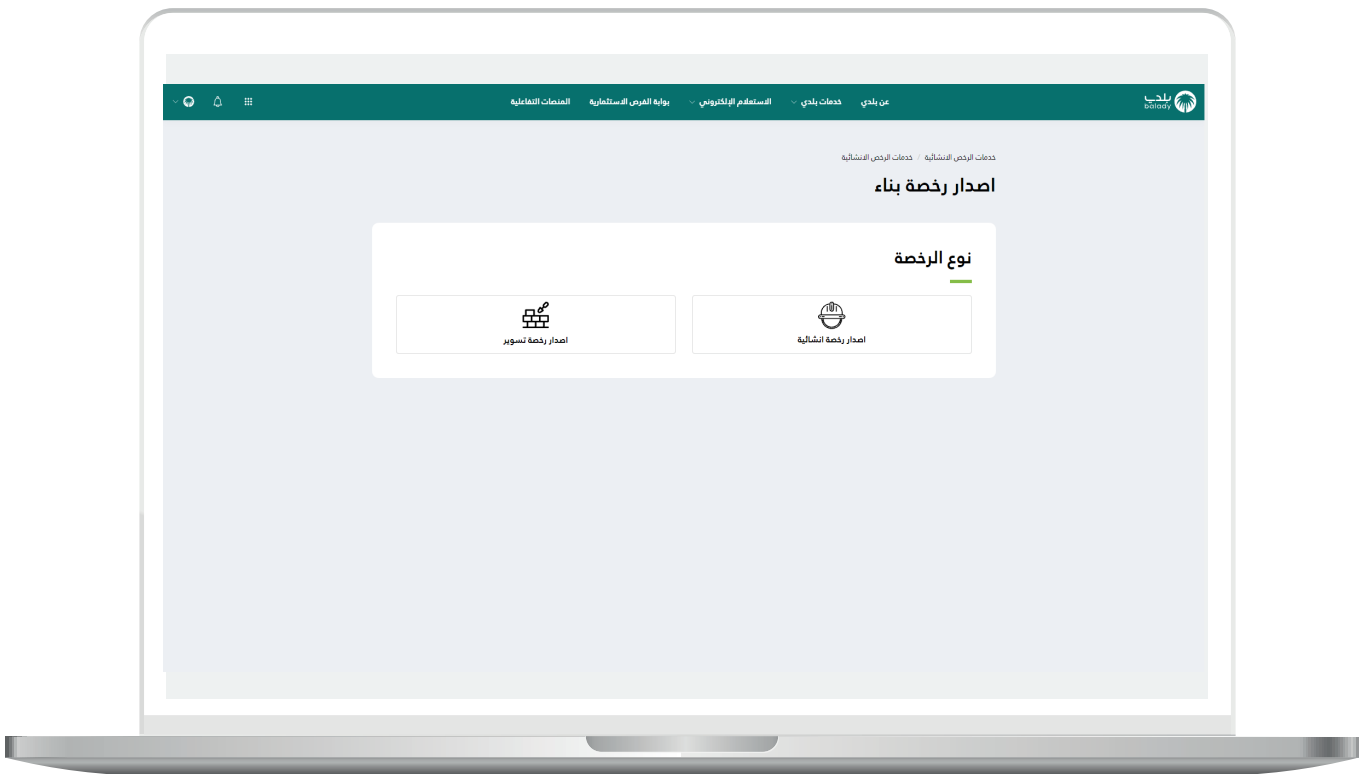 بلدي
balady
عن بلدي
خدمات بلدي
الاستعلام الإلكتروني
بوابة الفرص الاستثمارية
المنصات التفاعلية
خدمات الرخص الانشائية / خدمات الرخص الانشائية
اصدار رخصة بناء
نوع الرخصة
اصدار رخصة انشائية
اصدار رخصة تسوير